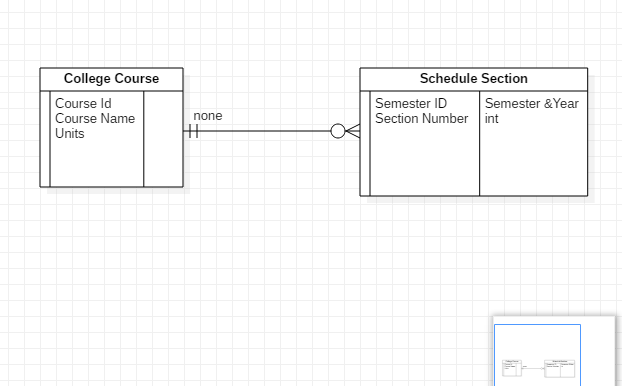 College Course
Course Id
Course Name
Units
none
Schedule Section
Semester ID
Section Number
Semester &Year
int